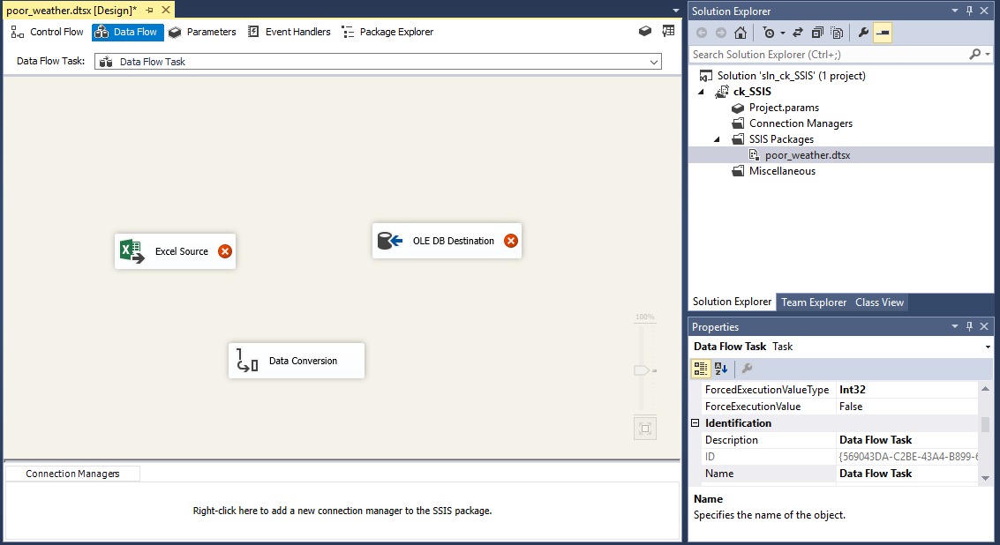 poor_weather.dtsx [Design]*
Control Flow Data Flow Parameters Event Handlers Package Explorer
Data Flow Task: Data Flow Task
Excel Source
OLE DB Destination
Data Conversion
100%
Connection Managers
Right-click here to add a new connection manager to the SSIS package.
Solution Explorer
Search Solution Explorer (Ctrl+;)
Solution 'sln_ck_SSIS' (1 project)
ck_SSIS
Project.params
Connection Managers
SSIS Packages
poor_weather.dtsx
Miscellaneous
Solution Explorer Team Explorer Class View
Properties
Data Flow Task Task
ForcedExecutionValueType Int32
ForceExecutionValue False
Identification
Description Data Flow Task
ID {569043DA-C2BE-43A4-B899-
Name Data Flow Task
Name
Specifies the name of the object.